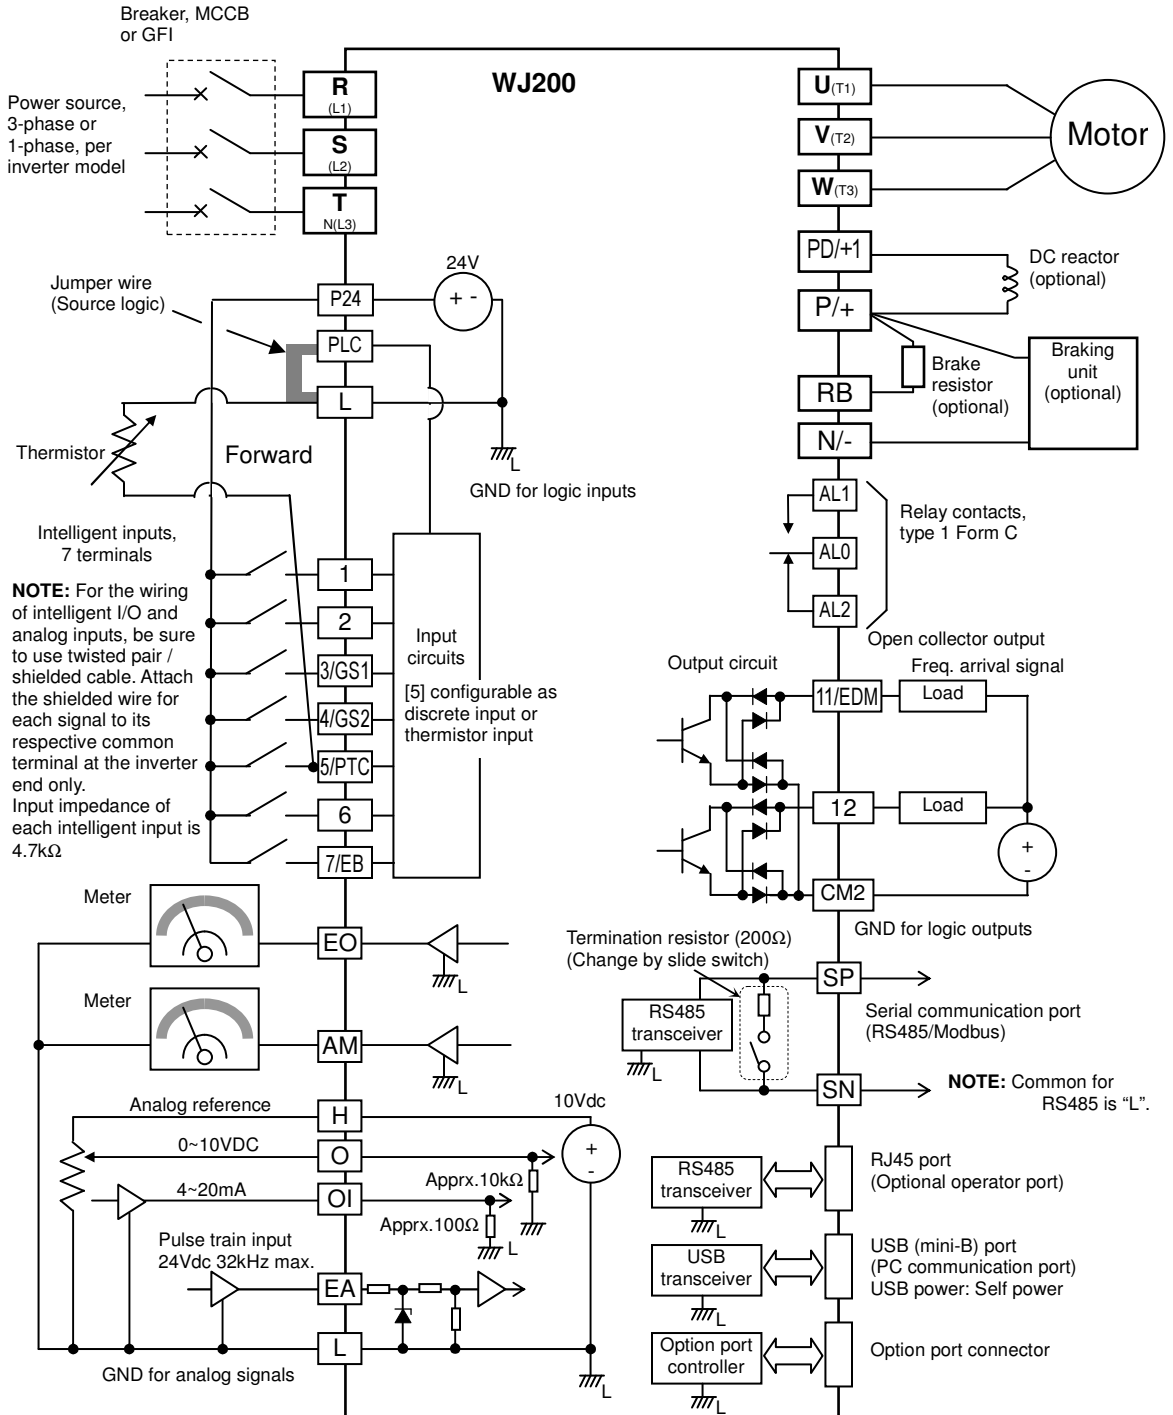 Breaker, MCCB
or GFI
WJ200
Power source,
3-phase or
1-phase, per
inverter model
R
(L1)
S
(L2)
T
N(L3)
U(T1)
V(T2)
W(T3)
Motor
PD/+1
P/+
DC reactor
(optional)
RB
N/-
Brake
resistor
(optional)
Braking
unit
(optional)
Jumper wire
(Source logic)
24V
P24
+ -
PLC
L
Thermistor
Forward
L
GND for logic inputs
AL1
AL0
AL2
Relay contacts,
type 1 Form C
Intelligent inputs,
7 terminals
NOTE: For the wiring
of intelligent I/O and
analog inputs, be sure
to use twisted pair /
shielded cable. Attach
the shielded wire for
each signal to its
respective common
terminal at the inverter
end only.
Input impedance of
each intelligent input is
4.7kΩ
1
2
3/GS1
4/GS2
5/PTC
6
7/EB
Input
circuits
[5] configurable as
discrete input or
thermistor input
Open collector output
Output circuit
Freq. arrival signal
11/EDM
Load
12
Load
+
-
CM2
GND for logic outputs
Meter
EO
L
Meter
AM
L
Termination resistor (200Ω)
(Change by slide switch)
RS485
transceiver
L
SP
Serial communication port
(RS485/Modbus)
SN
NOTE: Common for
RS485 is “L”.
Analog reference
H
10Vdc
0~10VDC
O
+
-
4~20mA
OI
Apprx.10kΩ
Apprx.100Ω
L
Pulse train input
24Vdc 32kHz max.
EA
L
GND for analog signals
L
RS485
transceiver
L
RJ45 port
(Optional operator port)
USB
transceiver
L
USB (mini-B) port
(PC communication port)
USB power: Self power
Option port
controller
L
Option port connector